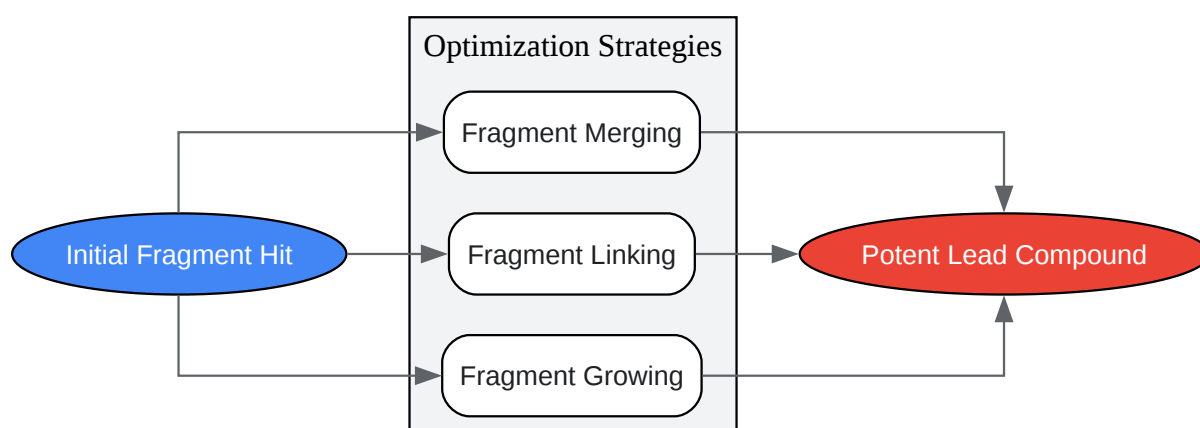 Optimization Strategies
Fragment Merging
Initial Fragment Hit
Fragment Linking
Potent Lead Compound
Fragment Growing